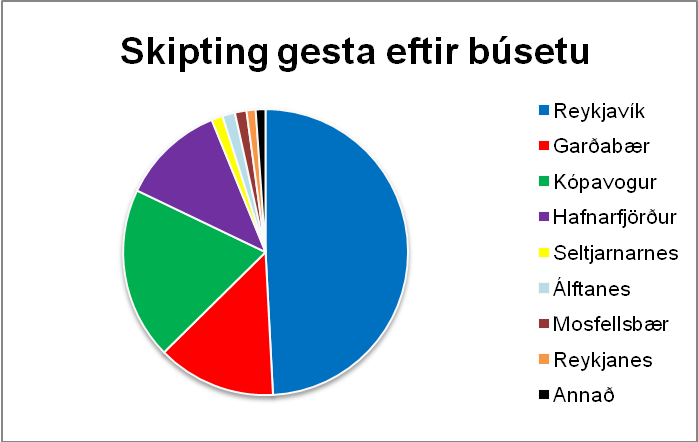 Skipting gesta eftir búsetu
Reykjavík
Garðabær
Kópavogur
Hafnarfjörður
Seltjarnarnes
Álftanes
Mosfellsbær
Reykjanes
Annað